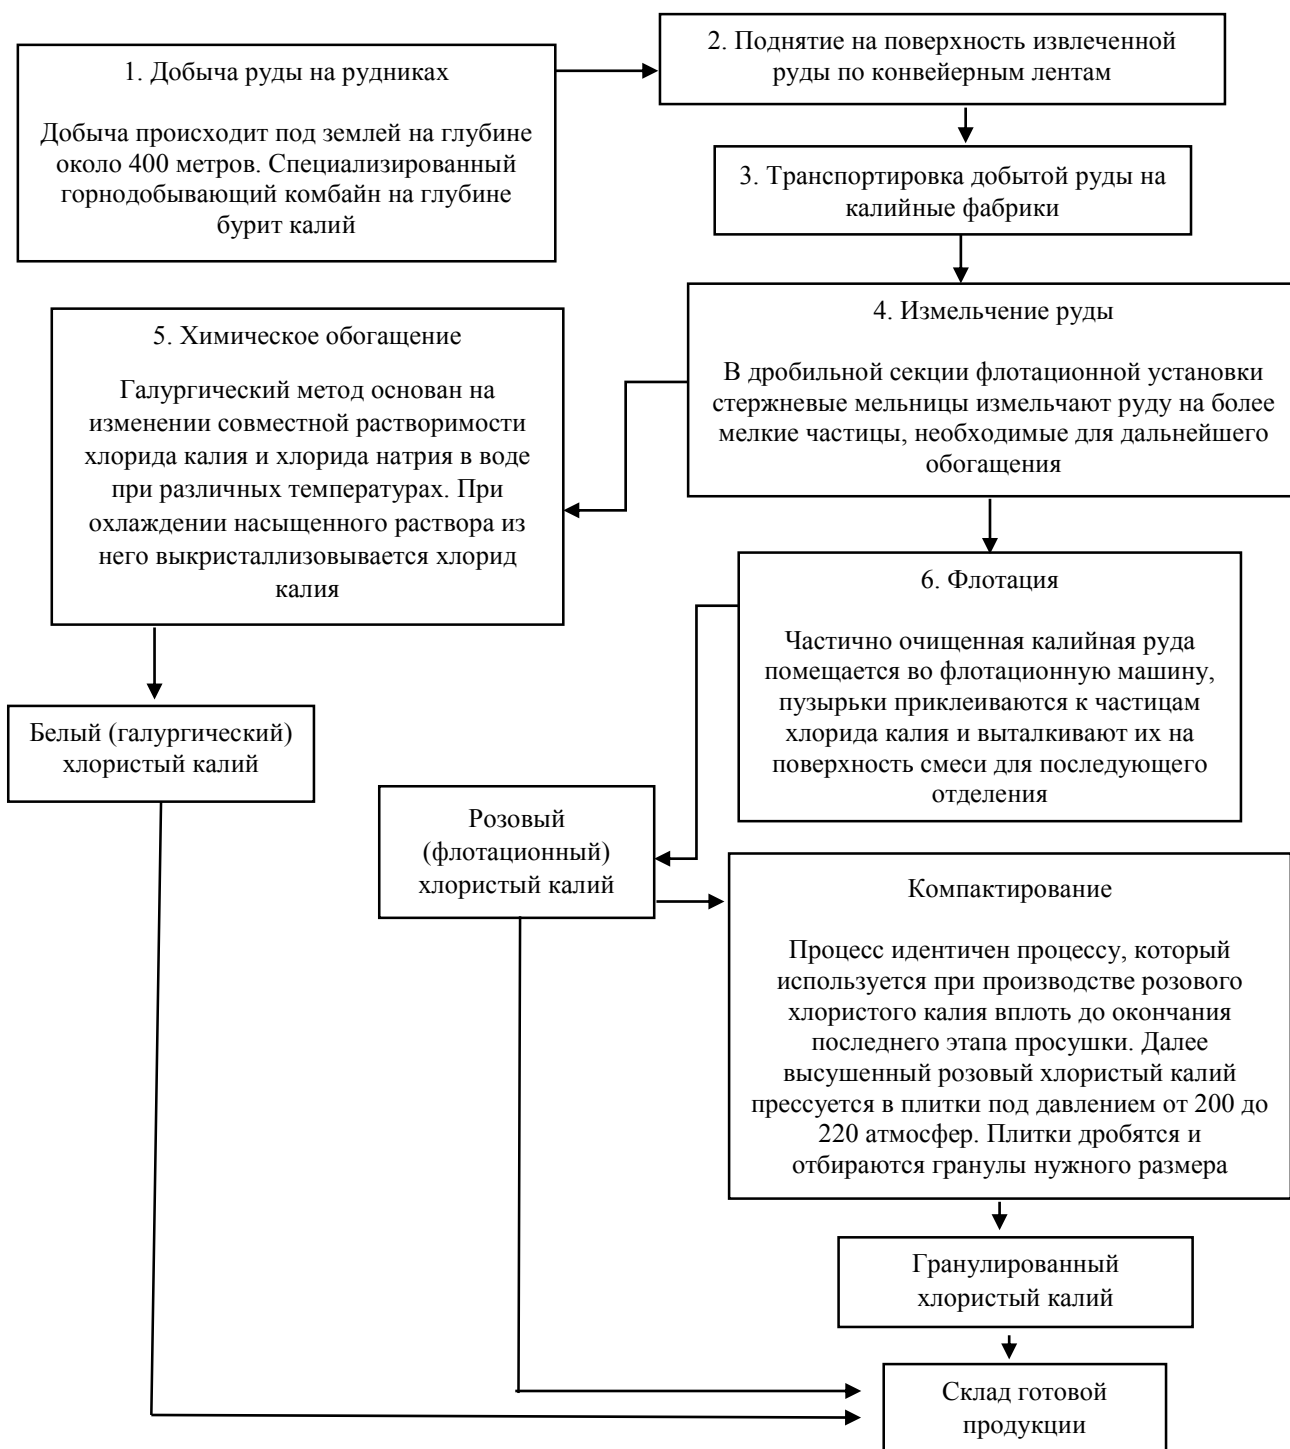 1. Добыча руды на рудниках
Добыча происходит под землей на глубине
около 400 метров. Специализированный
горнодобывающий комбайн на глубине
бурит калий
2. Поднятие на поверхность извлеченной
руды по конвейерным лентам
3. Транспортировка добытой руды на
калийные фабрики
4. Измельчение руды
В дробильной секции флотационной установки
стержневые мельницы измельчают руду на более
мелкие частицы, необходимые для дальнейшего
обогащения
5. Химическое обогащение
Галургический метод основан на
изменении совместной растворимости
хлорида калия и хлорида натрия в воде
при различных температурах. При
охлаждении насыщенного раствора из
него выкристаллизовывается хлорид
калия
6. Флотация
Частично очищенная калийная руда
помещается во флотационную машину,
пузырьки приклеиваются к частицам
хлорида калия и выталкивают их на
поверхность смеси для последующего
отделения
Белый (галургический)
хлористый калий
Розовый
(флотационный)
хлористый калий
Компактирование
Процесс идентичен процессу, который
используется при производстве розового
хлористого калия вплоть до окончания
последнего этапа просушки. Далее
высушенный розовый хлористый калий
прессуется в плитки под давлением от 200 до
220 атмосфер. Плитки дробятся и
отбираются гранулы нужного размера
Гранулированный
хлористый калий
Склад готовой
продукции